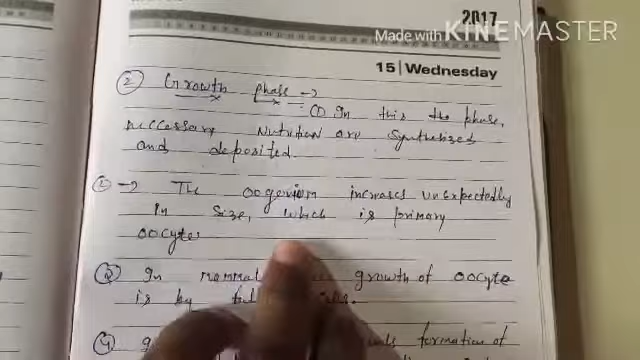 2017
Made with KINEMASTER
15 | Wednesday
② Growth phase →
① In this the phase,
Nutrition are synthesized
and deposited.
→ The oogonium increases unexpectedly
in size, which is primary
oocyte
③ In growth of oocyte
is by
④ formation of